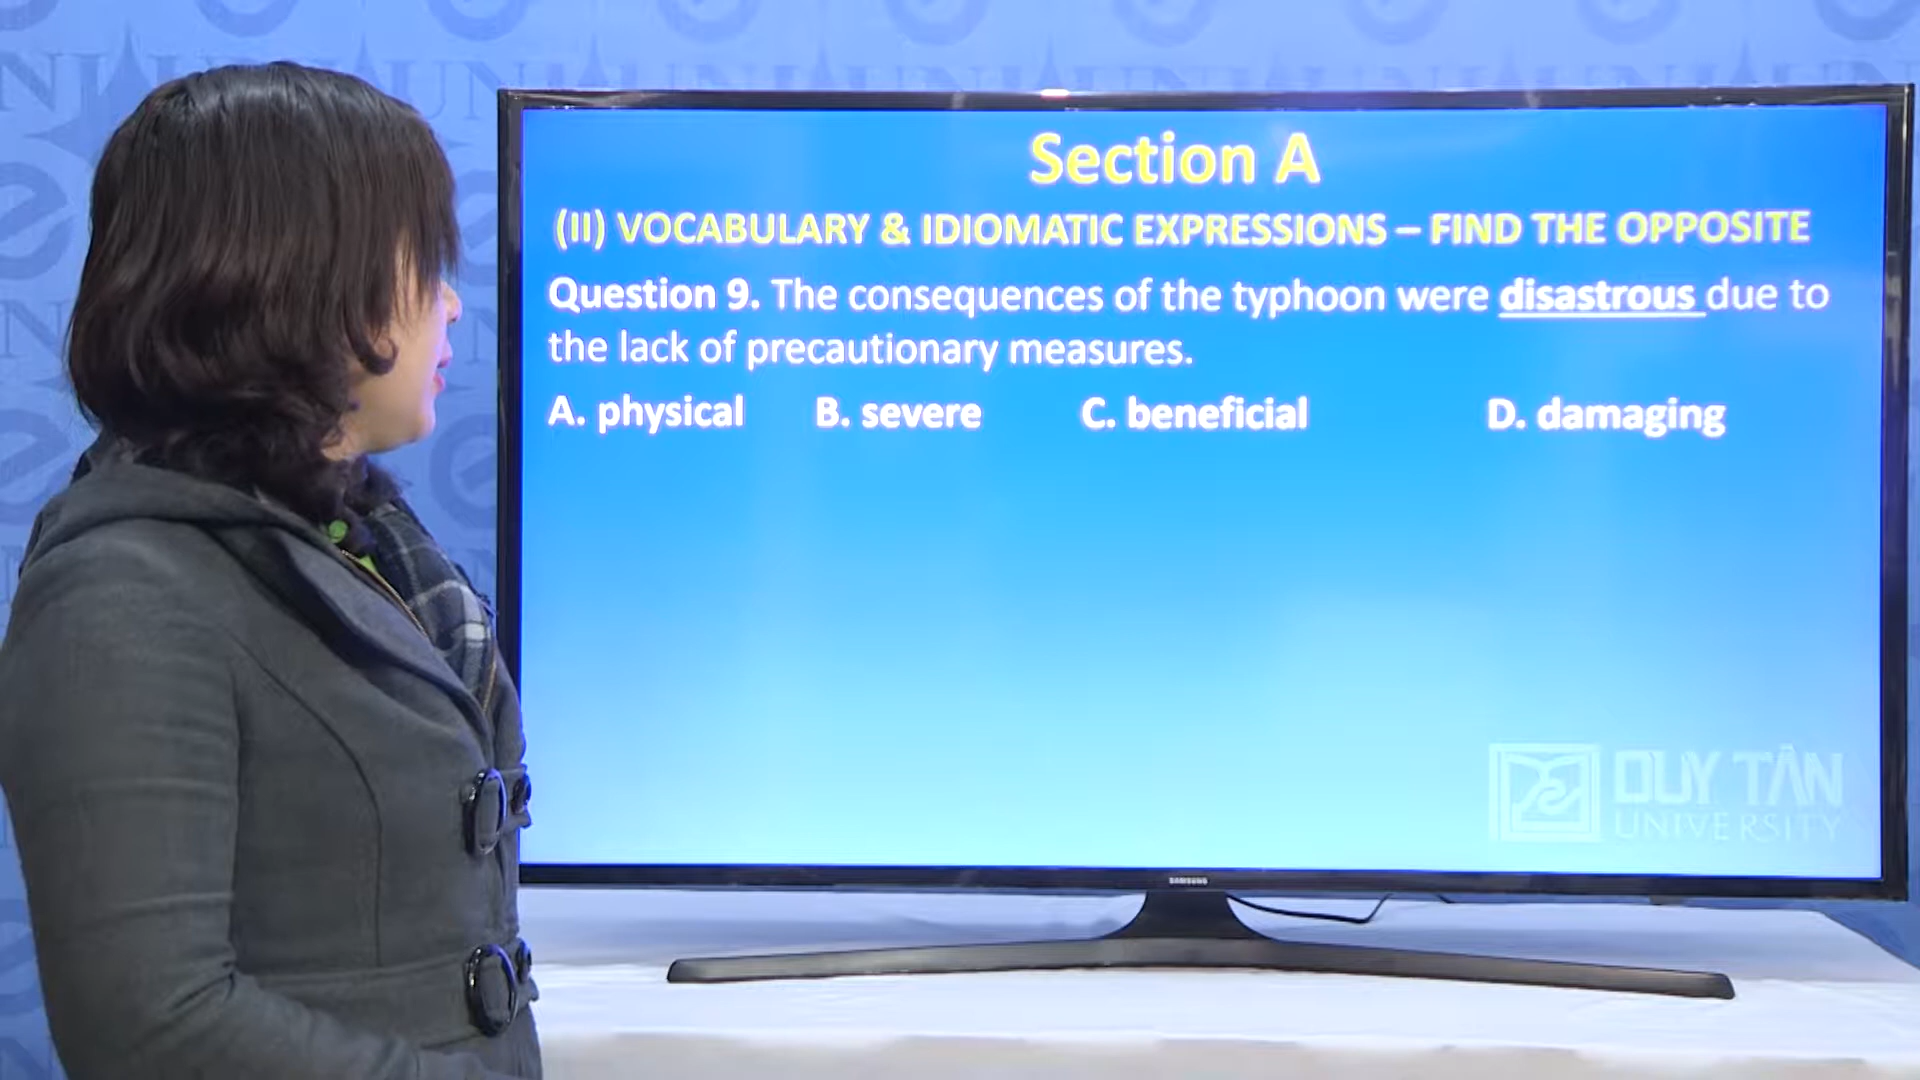 Section A
(II) VOCABULARY & IDIOMATIC EXPRESSIONS – FIND THE OPPOSITE
Question 9. The consequences of the typhoon were disastrous due to
the lack of precautionary measures.
A. physical B. severe C. beneficial D. damaging
DUY TÂN
UNIVERSITY
SAMSUNG